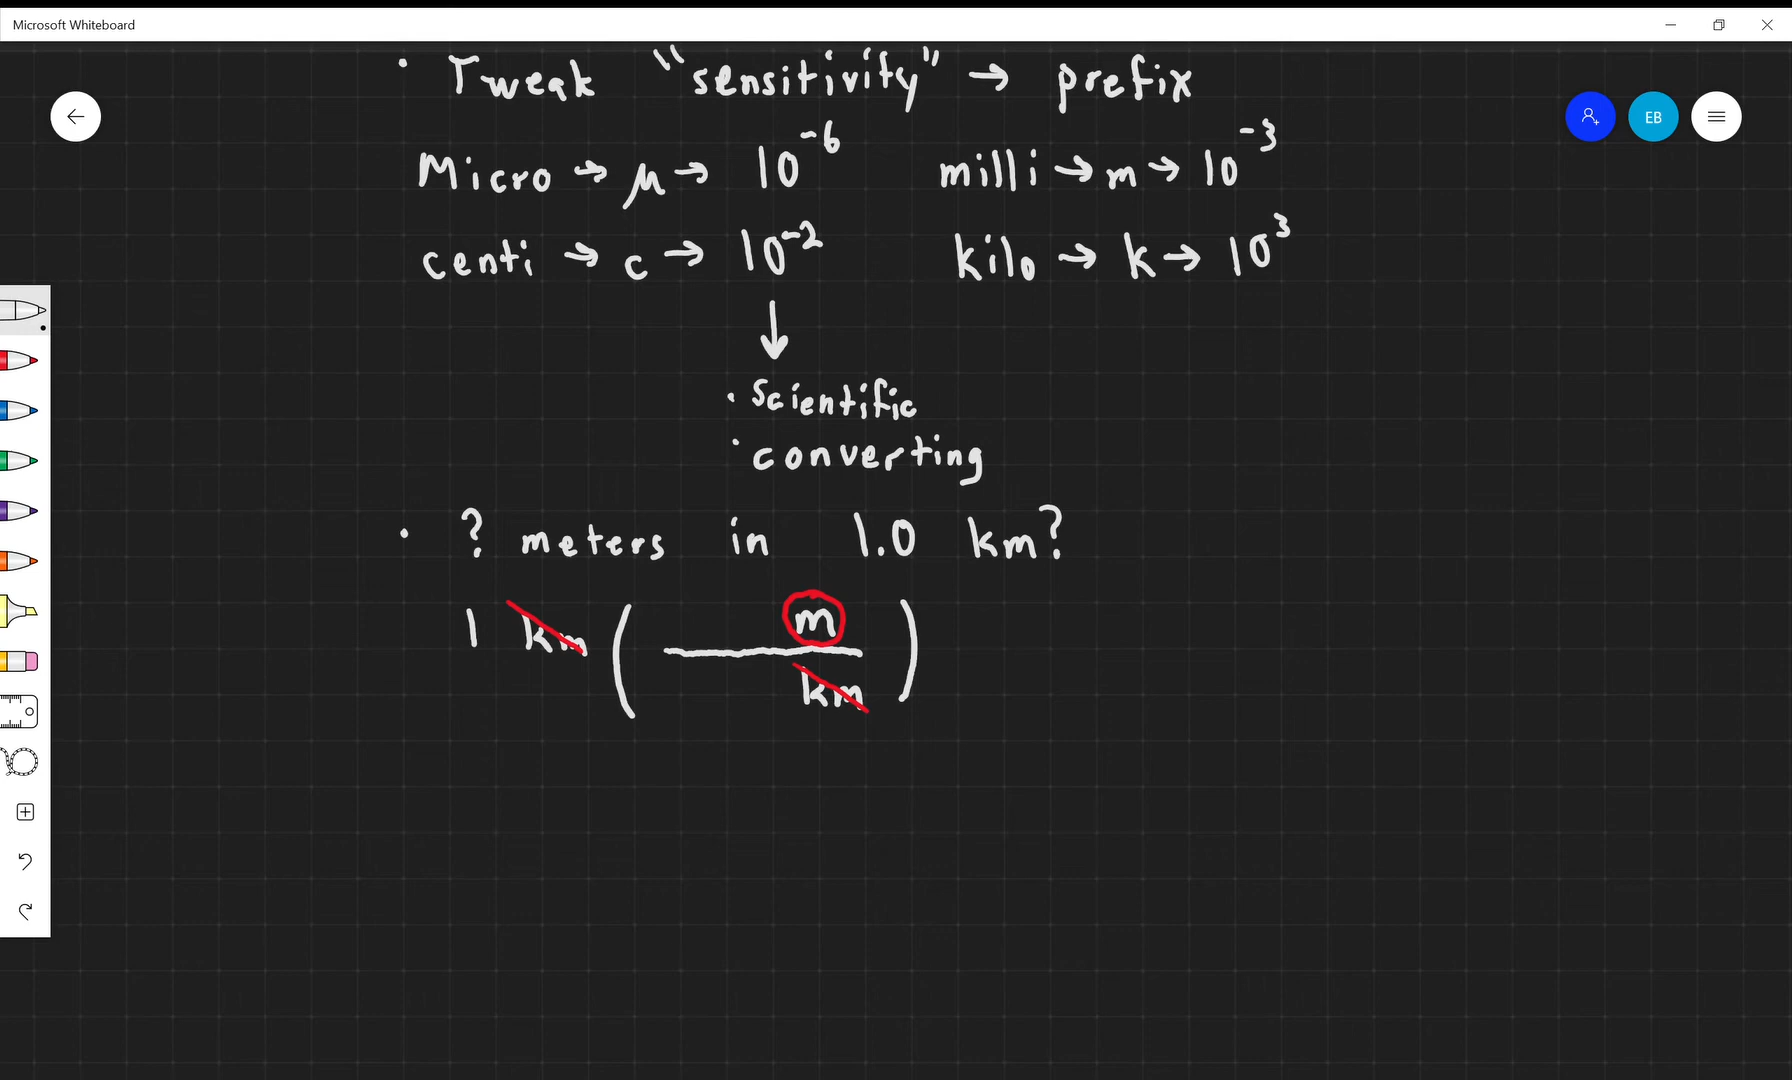 Microsoft Whiteboard
· Tweak "sensitivity" → prefix
Micro → μ → 10⁻⁶ milli → m → 10⁻³
centi → c → 10⁻² kilo → k → 10³
↓
· Scientific
· converting
· ? meters in 1.0 km?
1 km ( m / km )
EB